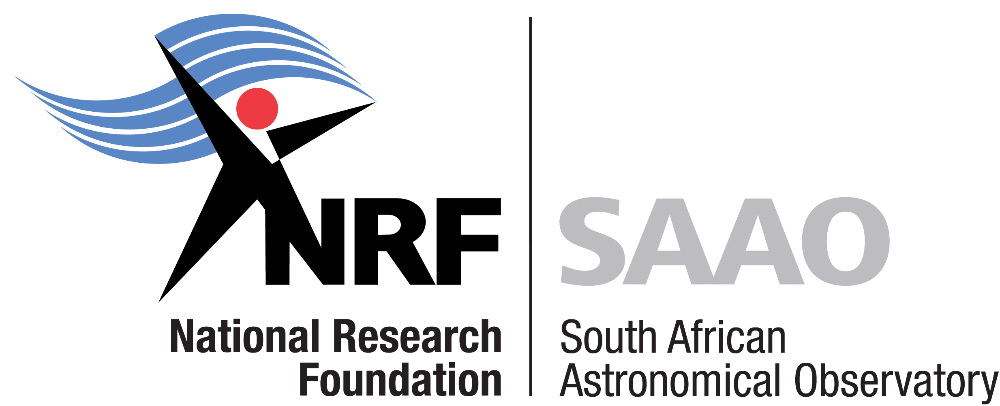 NRF
National Research
Foundation
SAAO
South African
Astronomical Observatory